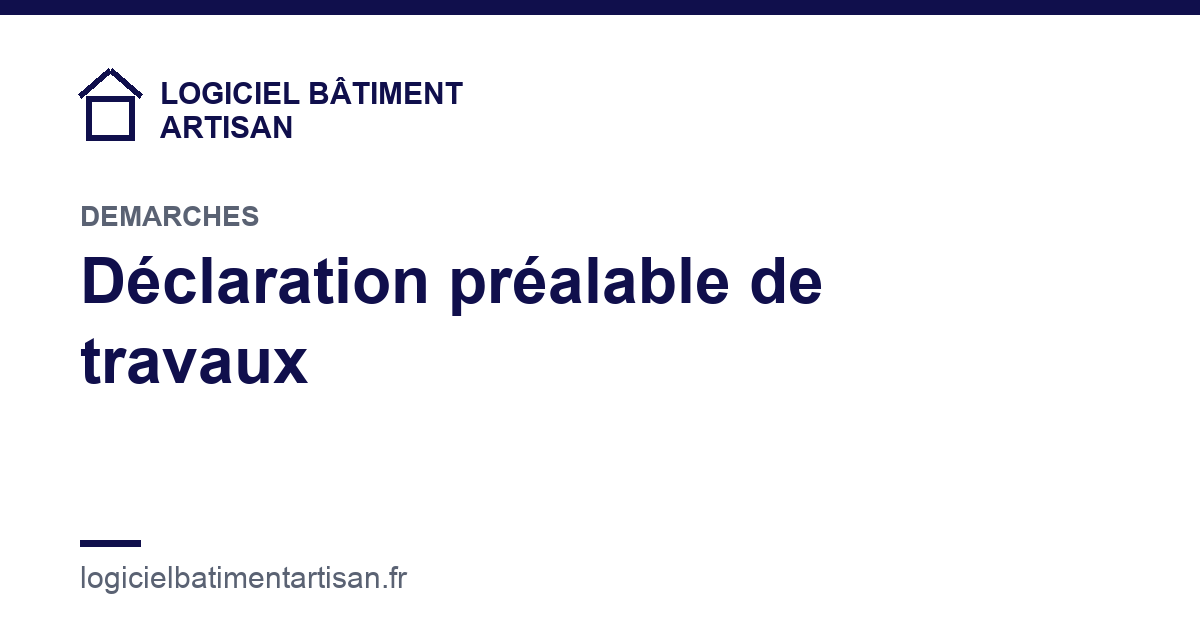 LOGICIEL BÂTIMENT
ARTISAN
DEMARCHES
Déclaration préalable de
travaux
logicielbatimentartisan.fr